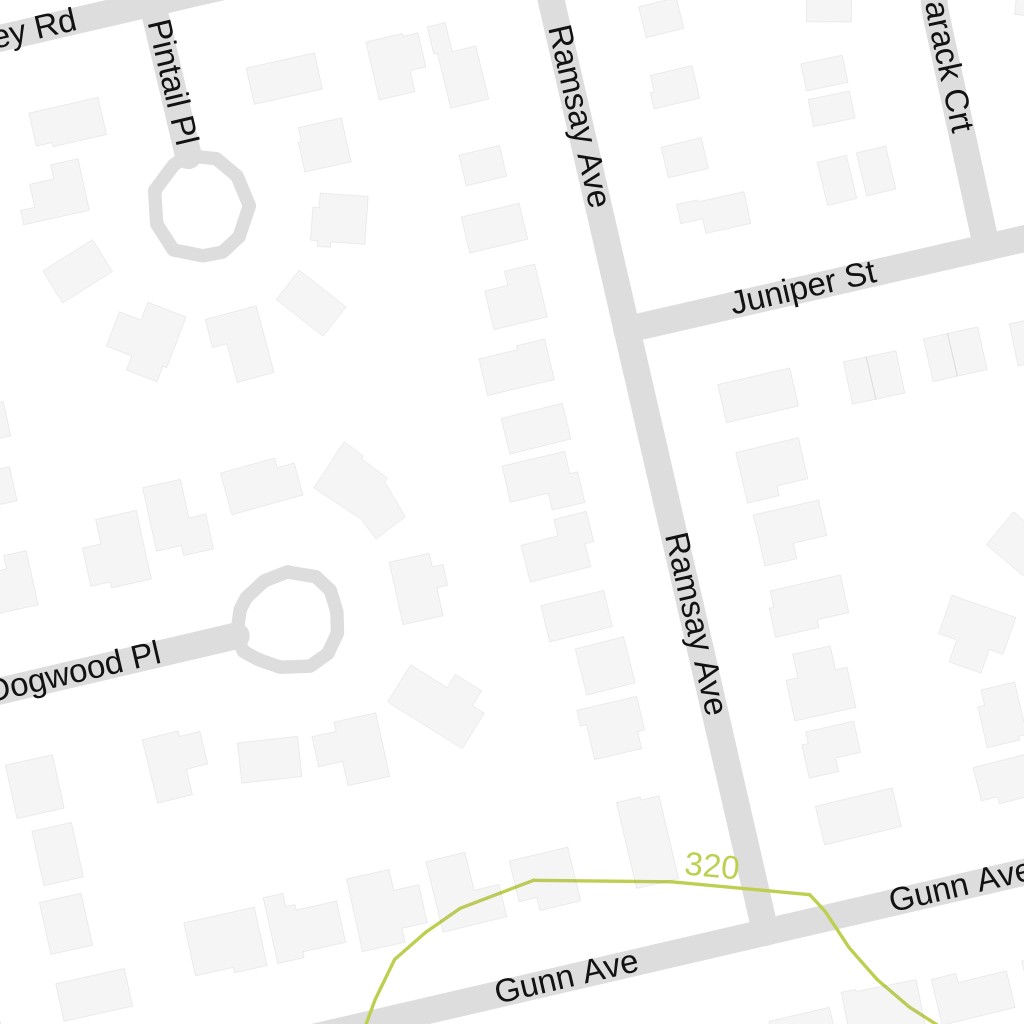 ey Rd
Pintail Pl
Ramsay Ave
arack Crt
Juniper St
Ramsay Ave
Dogwood Pl
320
Gunn Ave
Gunn Ave